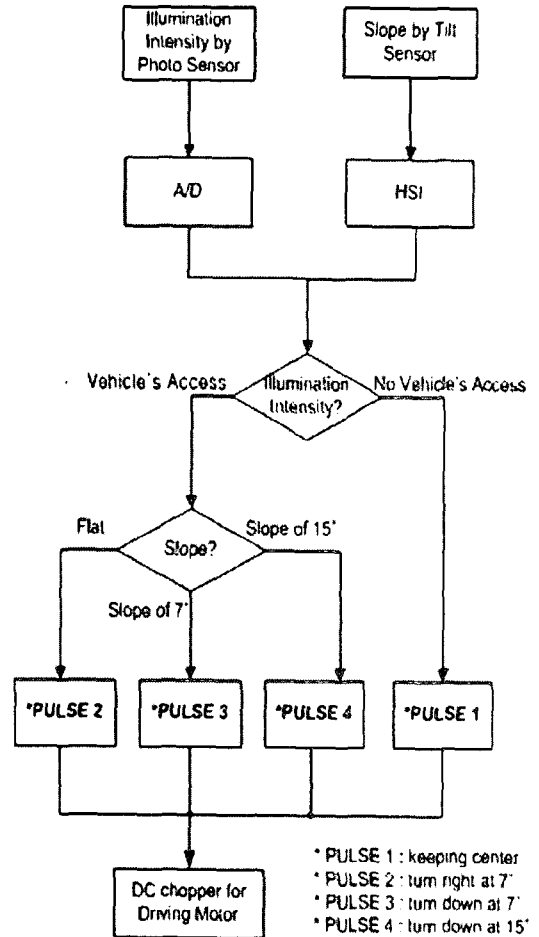 Illumination
Intensity by
Photo Sensor
Slope by Tilt
Sensor
A/D
HSI
Vehicle's Access
Illumination
Intensity?
No Vehicle's Access
Flat
Slope?
Slope of 15°
Slope of 7°
*PULSE 2
*PULSE 3
*PULSE 4
*PULSE 1
DC chopper for
Driving Motor
* PULSE 1 : keeping center
* PULSE 2 : turn right at 7°
* PULSE 3 : turn down at 7°
* PULSE 4 : turn down at 15°